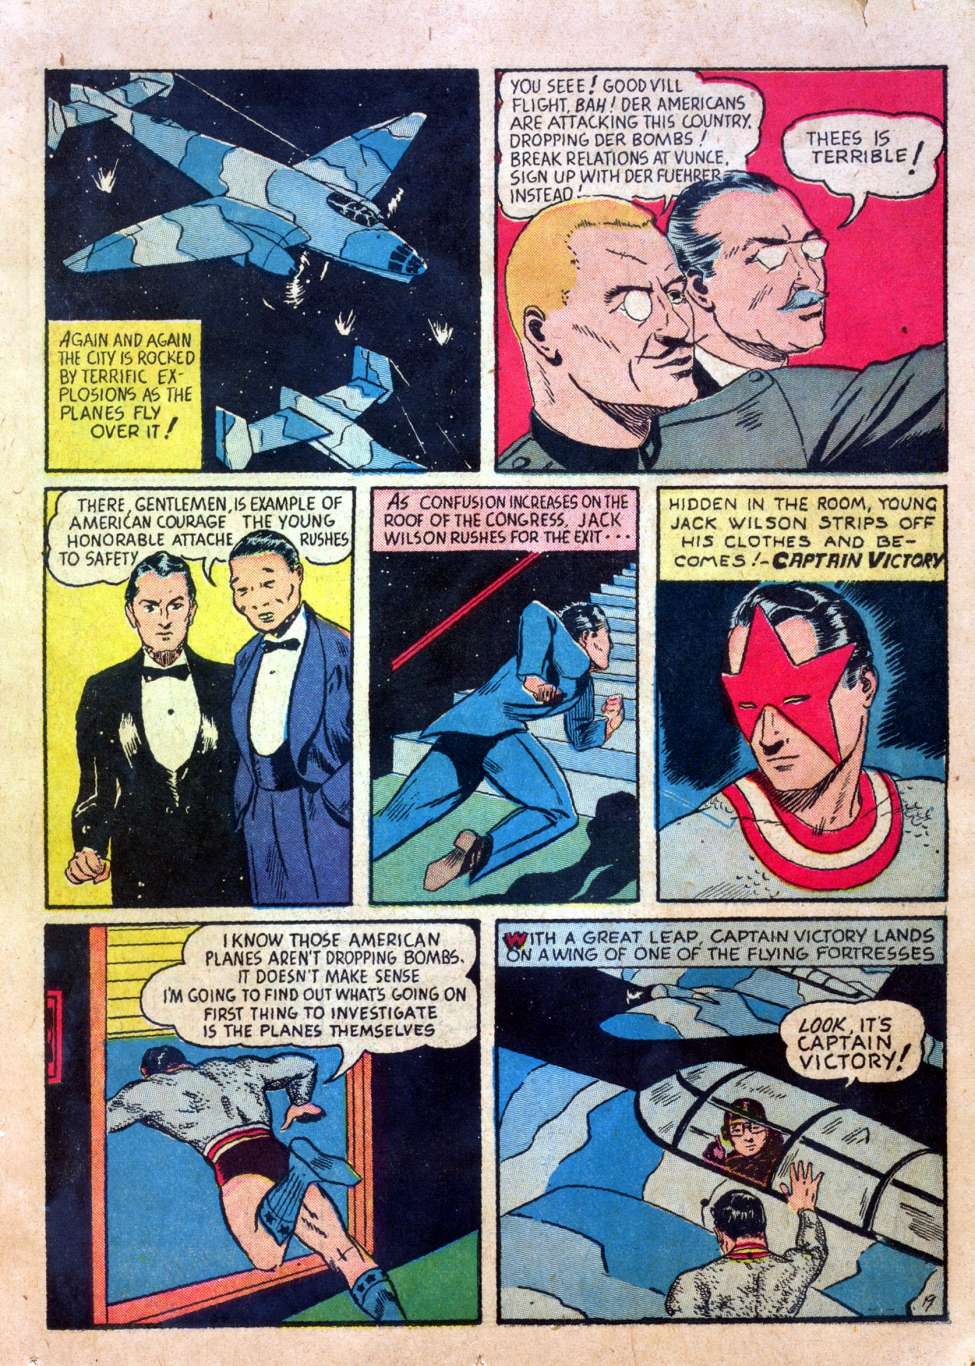 AGAIN AND AGAIN
THE CITY IS ROCKED
BY TERRIFIC EX-
PLOSIONS AS THE
PLANES FLY
OVER IT!
YOU SEEE! GOOD VILL
FLIGHT, BAH! DER AMERICANS
ARE ATTACKING THIS COUNTRY.
DROPPING DER BOMBS!
BREAK RELATIONS AT VUNCE,
SIGN UP WITH DER FUEHRER
INSTEAD!
THEES IS
TERRIBLE!
THERE, GENTLEMEN, IS EXAMPLE OF
AMERICAN COURAGE THE YOUNG
HONORABLE ATTACHE RUSHES
TO SAFETY
AS CONFUSION INCREASES ON THE
ROOF OF THE CONGRESS, JACK
WILSON RUSHES FOR THE EXIT...
HIDDEN IN THE ROOM, YOUNG
JACK WILSON STRIPS OFF
HIS CLOTHES AND BE-
COMES!-CAPTAIN VICTORY
I KNOW THOSE AMERICAN
PLANES AREN'T DROPPING BOMBS.
IT DOESN'T MAKE SENSE
I'M GOING TO FIND OUT WHAT'S GOING ON
FIRST THING TO INVESTIGATE
IS THE PLANES THEMSELVES
WITH A GREAT LEAP, CAPTAIN VICTORY LANDS
ON A WING OF ONE OF THE FLYING FORTRESSES
LOOK, IT'S
CAPTAIN
VICTORY!
19